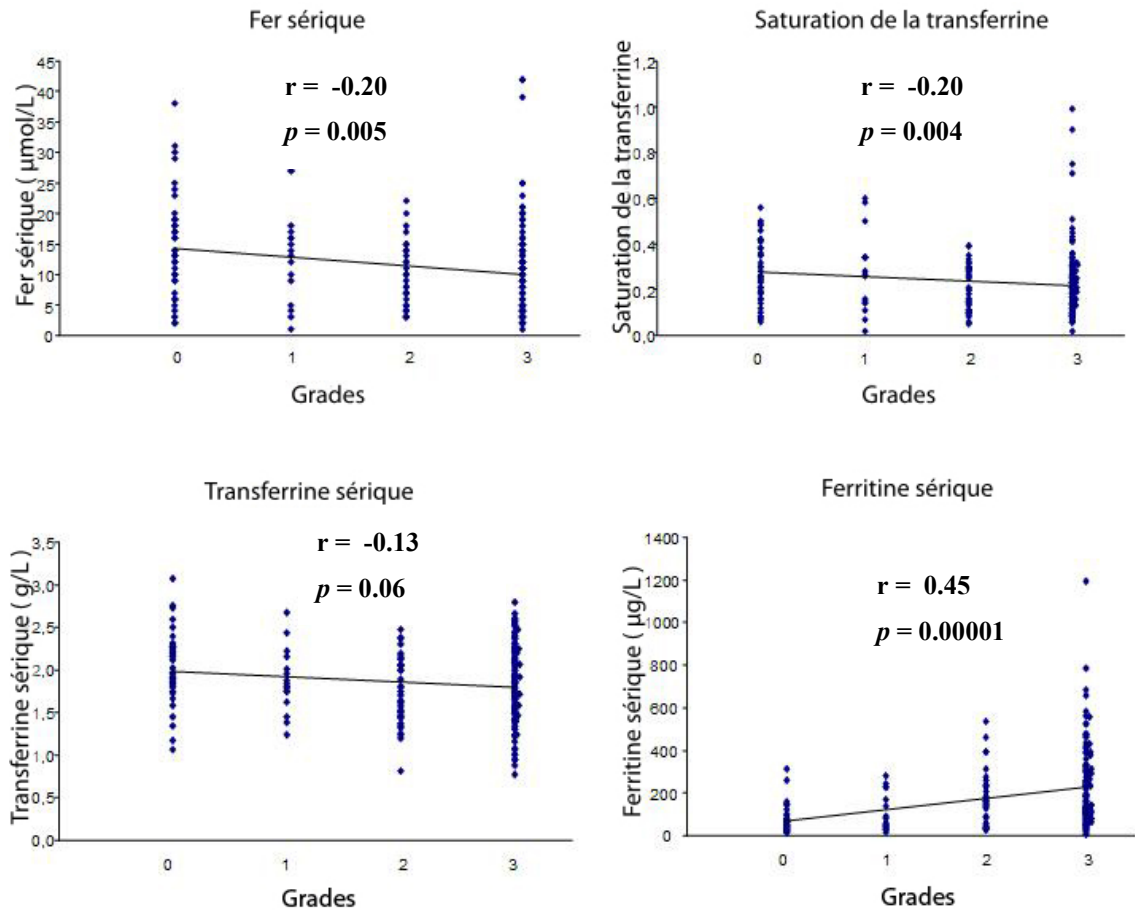 Fer sérique
Fer sérique ( µmol/L )
45
40
35
30
25
20
15
10
5
0
r = -0.20
p = 0.005
0 1 2 3
Grades
Saturation de la transferrine
Saturation de la transferrine
1,2
1,0
0,8
0,6
0,4
0,2
0,0
r = -0.20
p = 0.004
0 1 2 3
Grades
Transferrine sérique
Transferrine sérique ( g/L )
3,5
3,0
2,5
2,0
1,5
1,0
0,5
0,0
r = -0.13
p = 0.06
0 1 2 3
Grades
Ferritine sérique
Ferritine sérique ( µg/L )
1400
1200
1000
800
600
400
200
0
r = 0.45
p = 0.00001
0 1 2 3
Grades